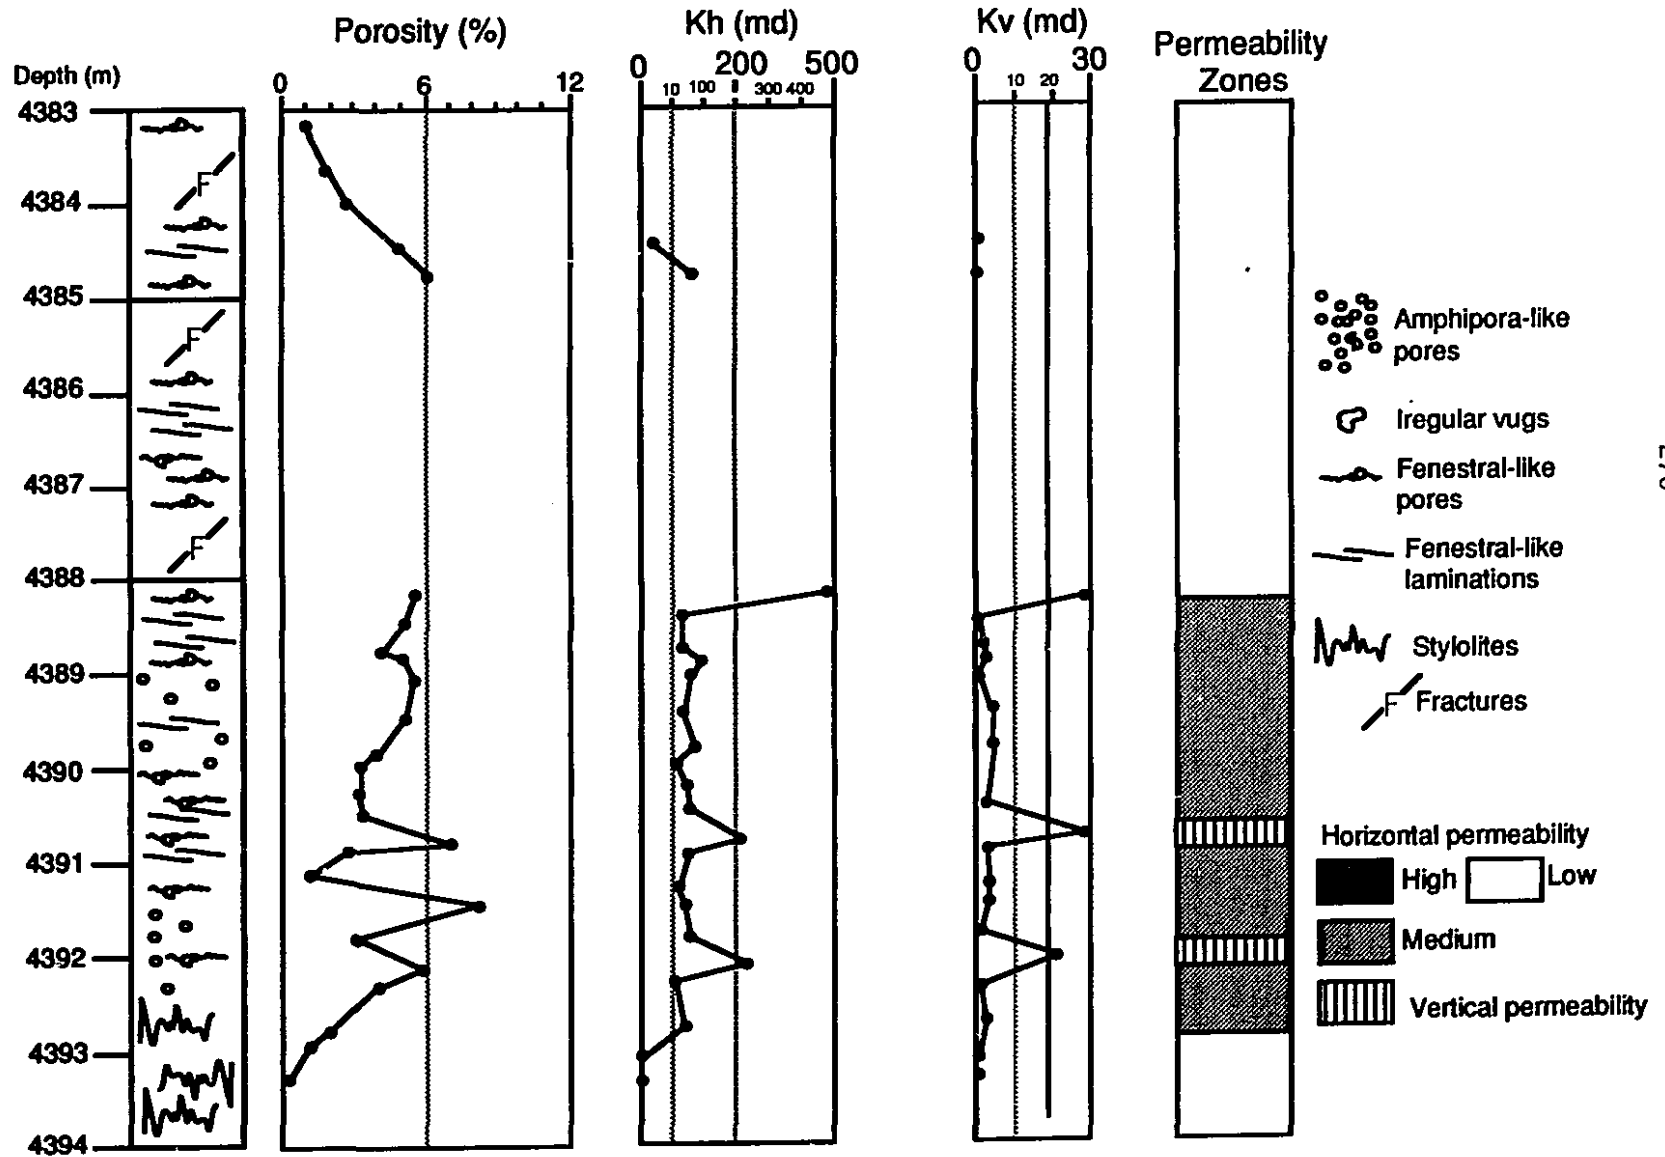 Porosity (%)
Kh (md)
Kv (md)
Permeability
Zones
Depth (m)
0
6
12
0
200
500
10
100
300
400
0
30
10
20
4383
4384
4385
4386
4387
4388
4389
4390
4391
4392
4393
4394
F
F
F
Amphipora-like
pores
Iregular vugs
Fenestral-like
pores
Fenestral-like
laminations
Stylolites
F
Fractures
Horizontal permeability
High
Low
Medium
Vertical permeability